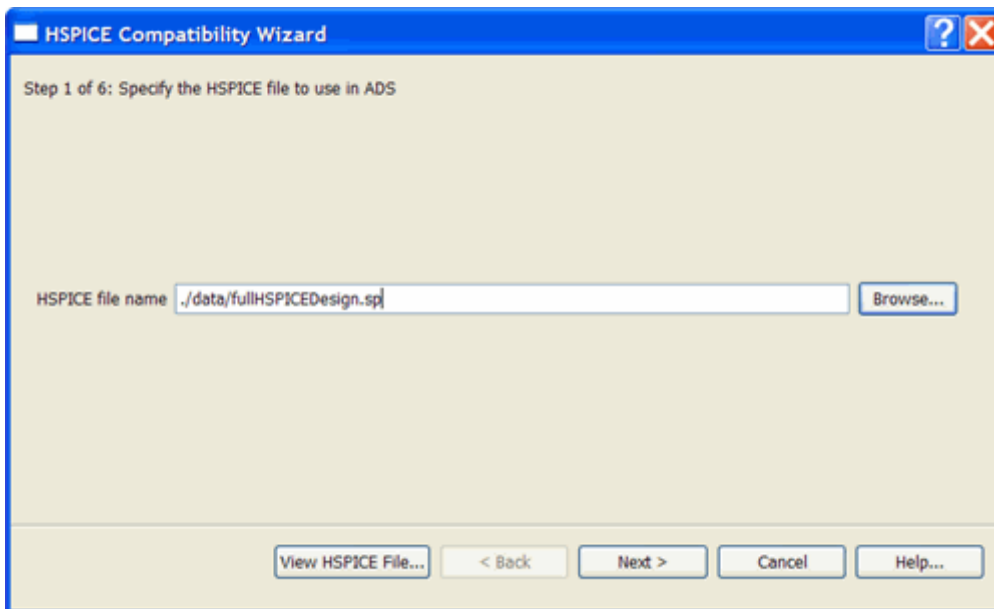 HSPICE Compatibility Wizard
?
Step 1 of 6: Specify the HSPICE file to use in ADS
HSPICE file name ./data/fullHSPICEDesign.sp Browse...
View HSPICE File... < Back Next > Cancel Help...